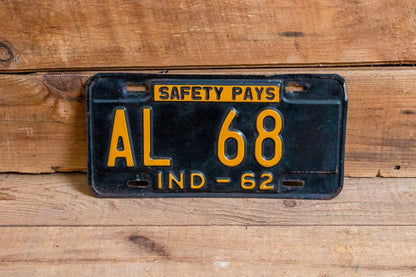 SAFETY PAYS
AL 68
IND - 62